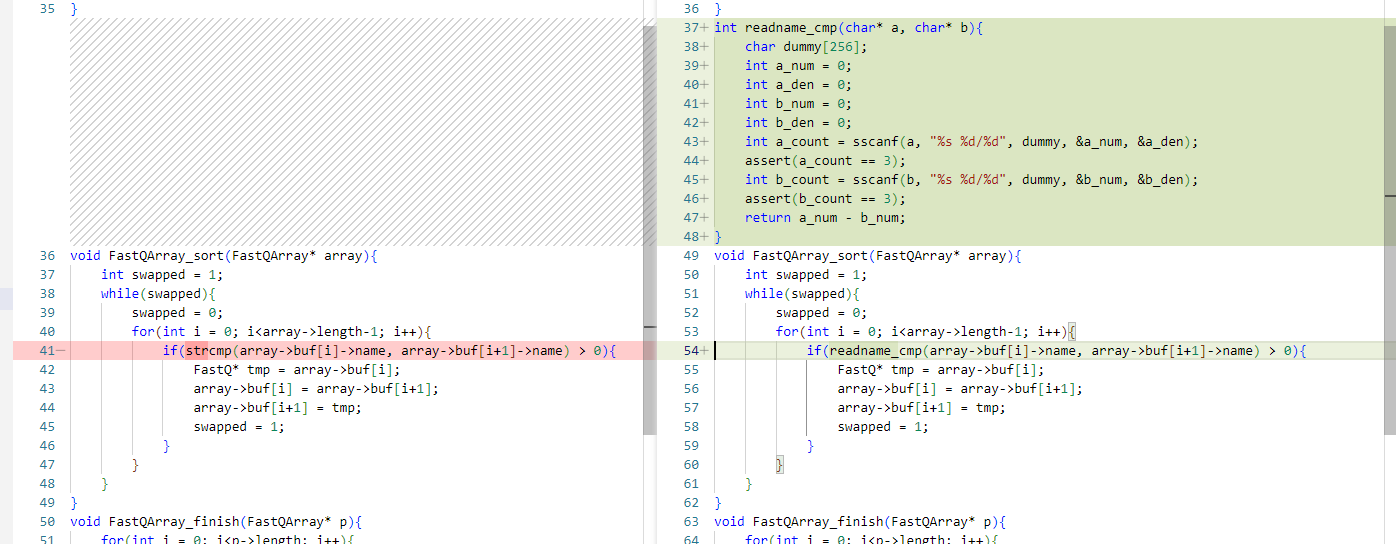 35 }
36 void FastQArray_sort(FastQArray* array){
37 int swapped = 1;
38 while(swapped){
39 swapped = 0;
40 for(int i = 0; i<array->length-1; i++){
41— if(strcmp(array->buf[i]->name, array->buf[i+1]->name) > 0){
42 FastQ* tmp = array->buf[i];
43 array->buf[i] = array->buf[i+1];
44 array->buf[i+1] = tmp;
45 swapped = 1;
46 }
47 }
48 }
49 }
50 void FastQArray_finish(FastQArray* p){
51 for(int i = 0; i<p->length; i++){
36 }
37+ int readname_cmp(char* a, char* b){
38+ char dummy[256];
39+ int a_num = 0;
40+ int a_den = 0;
41+ int b_num = 0;
42+ int b_den = 0;
43+ int a_count = sscanf(a, "%s %d/%d", dummy, &a_num, &a_den);
44+ assert(a_count == 3);
45+ int b_count = sscanf(b, "%s %d/%d", dummy, &b_num, &b_den);
46+ assert(b_count == 3);
47+ return a_num - b_num;
48+ }
49 void FastQArray_sort(FastQArray* array){
50 int swapped = 1;
51 while(swapped){
52 swapped = 0;
53 for(int i = 0; i<array->length-1; i++){
54+ if(readname_cmp(array->buf[i]->name, array->buf[i+1]->name) > 0){
55 FastQ* tmp = array->buf[i];
56 array->buf[i] = array->buf[i+1];
57 array->buf[i+1] = tmp;
58 swapped = 1;
59 }
60 }
61 }
62 }
63 void FastQArray_finish(FastQArray* p){
64 for(int i = 0; i<p->length; i++){